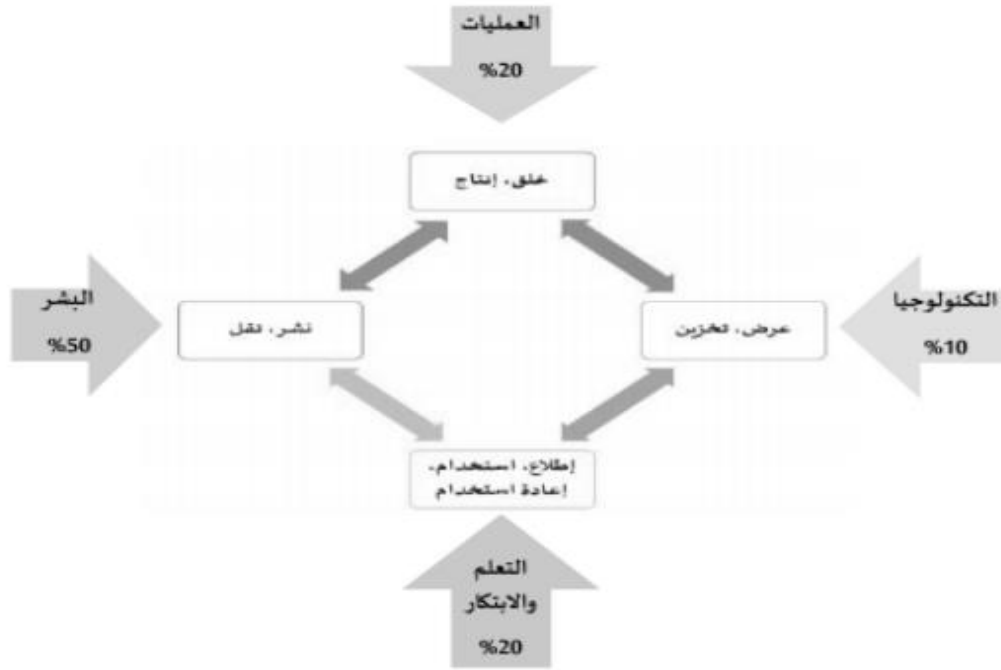 العمليات
%20
خلق، إنتاج
التكنولوجيا
%10
عرض، تخزين
نشر، نقل
البشر
%50
إطلاع، استخدام،
إعادة استخدام
التعلم
والابتكار
%20